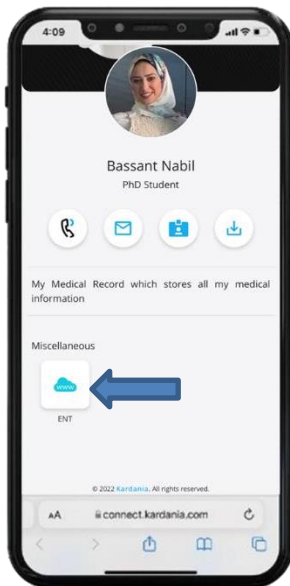 4:09
Bassant Nabil
PhD Student
My Medical Record which stores all my medical
information
Miscellaneous
www
ENT
© 2022 Kardania. All rights reserved.
AA
connect.kardania.com